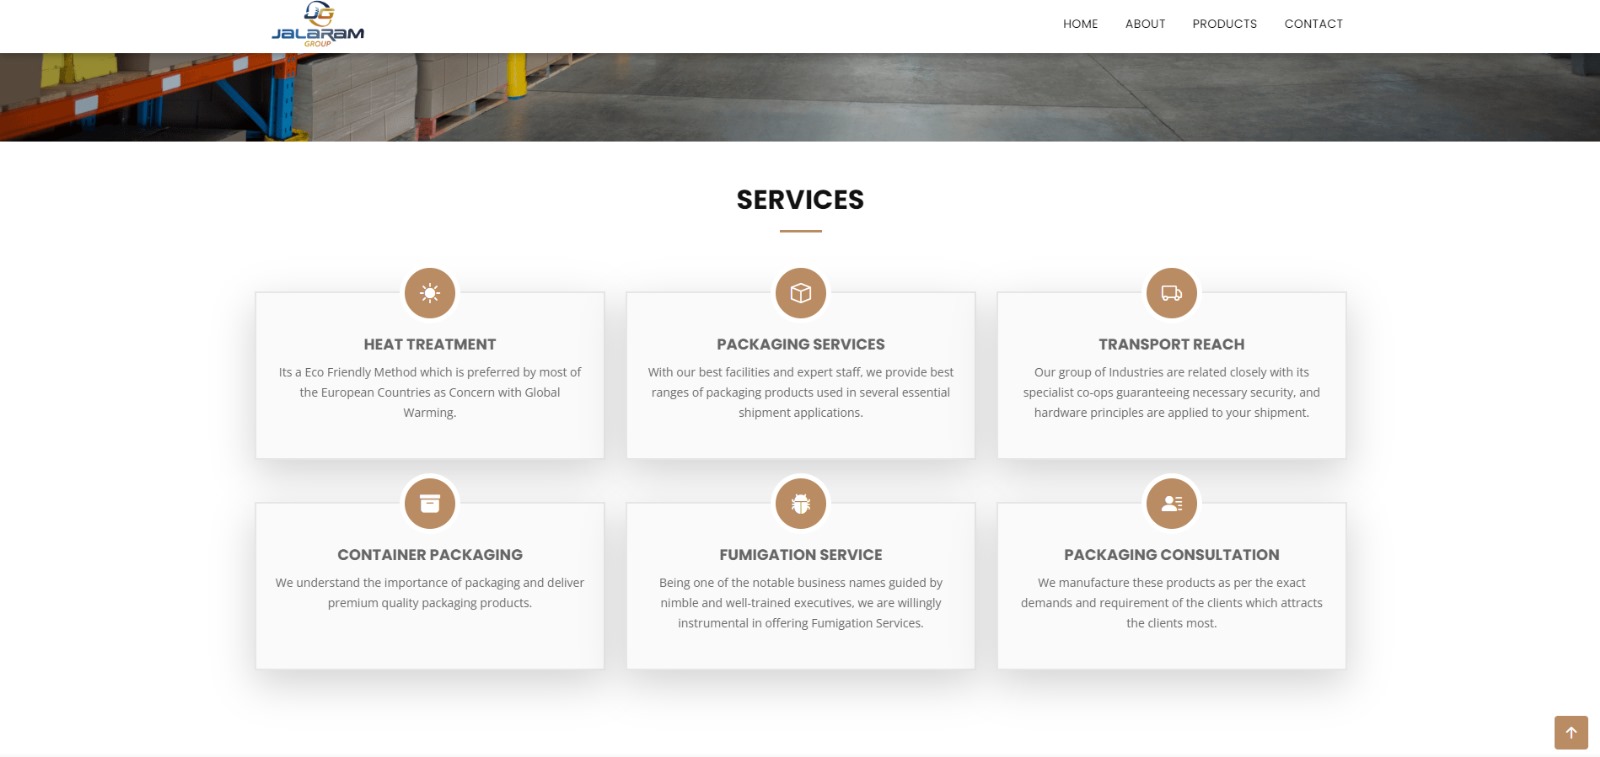 JALARAM
GROUP
HOME ABOUT PRODUCTS CONTACT
SERVICES
HEAT TREATMENT
Its a Eco Friendly Method which is preferred by most of
the European Countries as Concern with Global
Warming.
PACKAGING SERVICES
With our best facilities and expert staff, we provide best
ranges of packaging products used in several essential
shipment applications.
TRANSPORT REACH
Our group of Industries are related closely with its
specialist co-ops guaranteeing necessary security, and
hardware principles are applied to your shipment.
CONTAINER PACKAGING
We understand the importance of packaging and deliver
premium quality packaging products.
FUMIGATION SERVICE
Being one of the notable business names guided by
nimble and well-trained executives, we are willingly
instrumental in offering Fumigation Services.
PACKAGING CONSULTATION
We manufacture these products as per the exact
demands and requirement of the clients which attracts
the clients most.